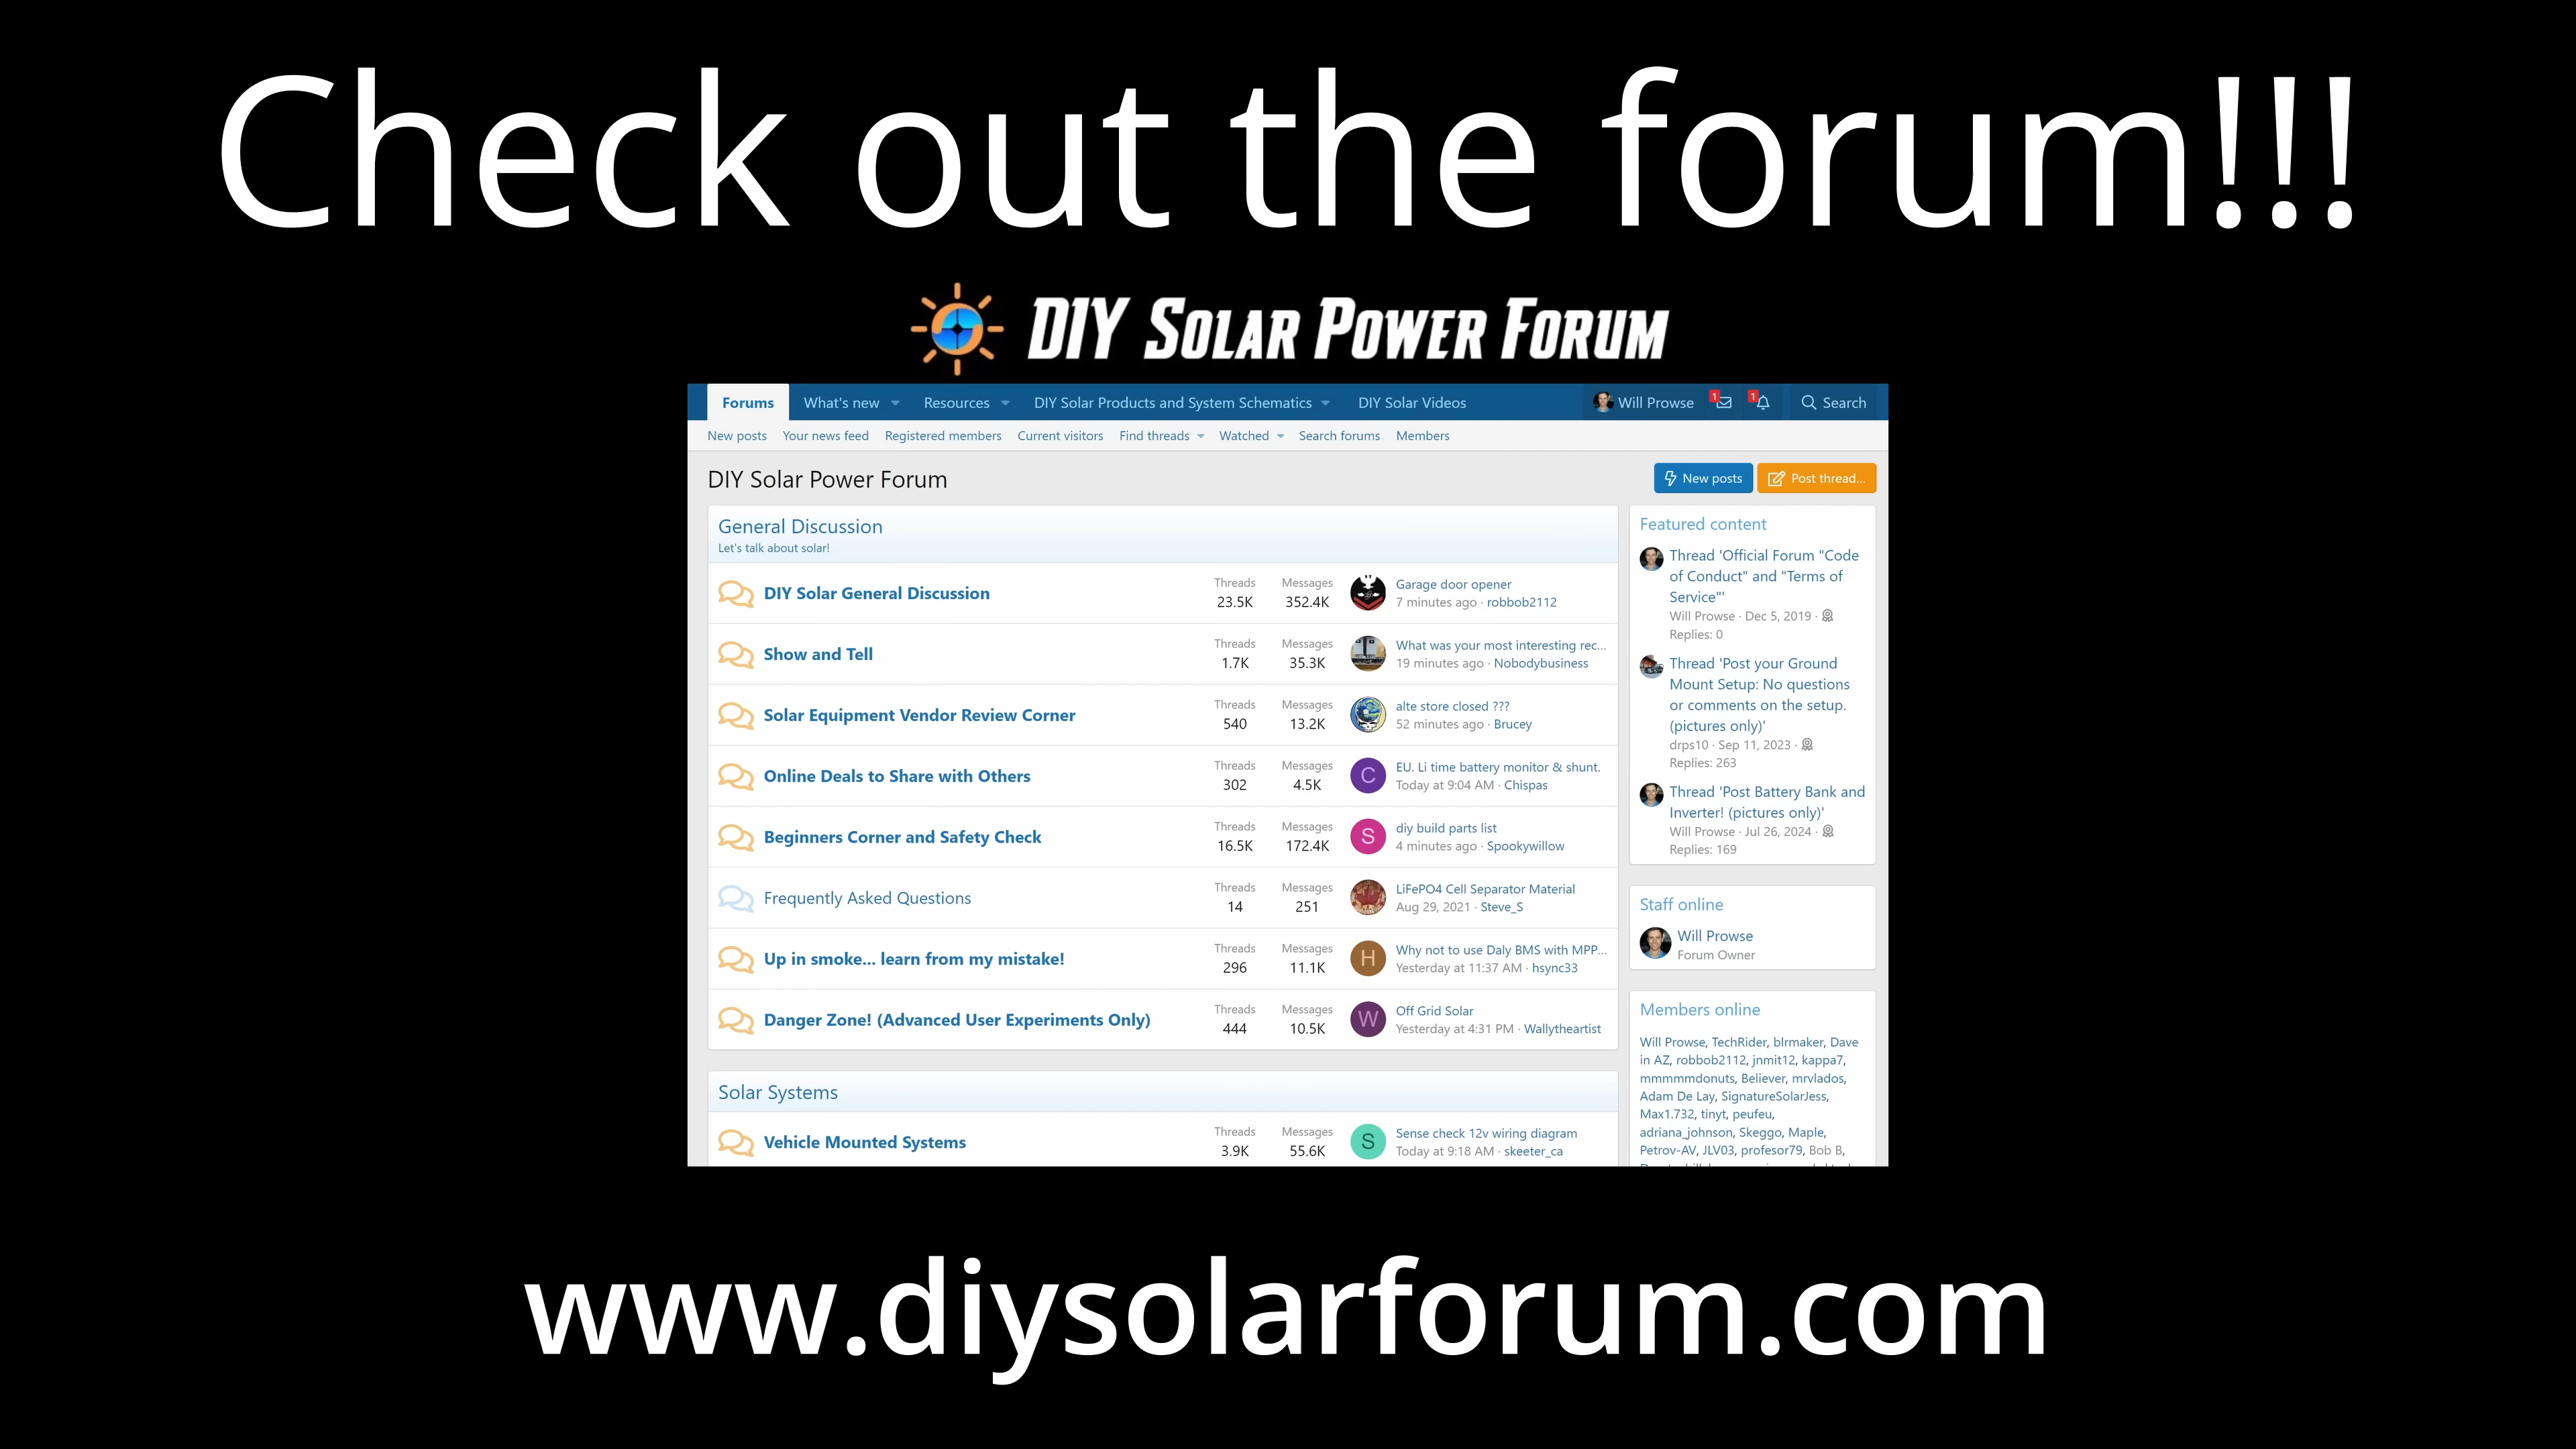 Check out the forum!!!
DIY Solar Power Forum
Forums What's new Resources DIY Solar Products and System Schematics DIY Solar Videos Will Prowse 1 1 Search
New posts Your news feed Registered members Current visitors Find threads Watched Search forums Members
DIY Solar Power Forum
New posts Post thread...
General Discussion
Let's talk about solar!
DIY Solar General Discussion
Threads Messages
23.5K 352.4K
Garage door opener
7 minutes ago · robbob2112
Show and Tell
Threads Messages
1.7K 35.3K
What was your most interesting rec...
19 minutes ago · Nobodybusiness
Solar Equipment Vendor Review Corner
Threads Messages
540 13.2K
alte store closed ???
52 minutes ago · Brucey
Online Deals to Share with Others
Threads Messages
302 4.5K
C
EU. Li time battery monitor & shunt.
Today at 9:04 AM · Chispas
Beginners Corner and Safety Check
Threads Messages
16.5K 172.4K
S
diy build parts list
4 minutes ago · Spookywillow
Frequently Asked Questions
Threads Messages
14 251
LiFePO4 Cell Separator Material
Aug 29, 2021 · Steve_S
Up in smoke... learn from my mistake!
Threads Messages
296 11.1K
H
Why not to use Daly BMS with MPP...
Yesterday at 11:37 AM · hsync33
Danger Zone! (Advanced User Experiments Only)
Threads Messages
444 10.5K
W
Off Grid Solar
Yesterday at 4:31 PM · Wallytheartist
Solar Systems
Vehicle Mounted Systems
Threads Messages
3.9K 55.6K
S
Sense check 12v wiring diagram
Today at 9:18 AM · skeeter_ca
Featured content
Thread 'Official Forum "Code
of Conduct" and "Terms of
Service"'
Will Prowse · Dec 5, 2019 ·
Replies: 0
Thread 'Post your Ground
Mount Setup: No questions
or comments on the setup.
(pictures only)'
drps10 · Sep 11, 2023 ·
Replies: 263
Thread 'Post Battery Bank and
Inverter! (pictures only)'
Will Prowse · Jul 26, 2024 ·
Replies: 169
Staff online
Will Prowse
Forum Owner
Members online
Will Prowse, TechRider, blrmaker, Dave
in AZ, robbob2112, jnmit12, kappa7,
mmmmmdonuts, Believer, mrvlados,
Adam De Lay, SignatureSolarJess,
Max1.732, tinyt, peufeu,
adriana_johnson, Skeggo, Maple,
Petrov-AV, JLV03, profesor79, Bob B,
www.diysolarforum.com